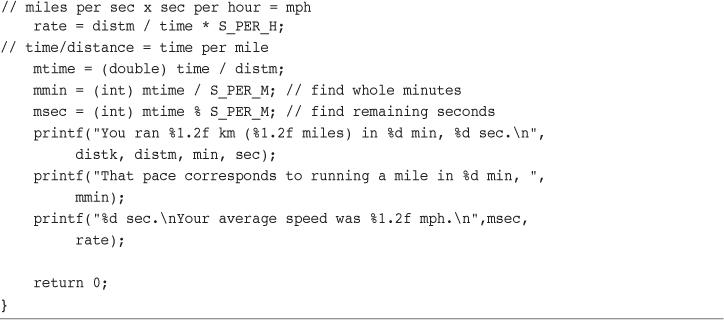 // miles per sec x sec per hour = mph
    rate = distm / time * S_PER_H;
// time/distance = time per mile
    mtime = (double) time / distm;
    mmin = (int) mtime / S_PER_M; // find whole minutes
    msec = (int) mtime % S_PER_M; // find remaining seconds
    printf("You ran %1.2f km (%1.2f miles) in %d min, %d sec.\n",
         distk, distm, min, sec);
    printf("That pace corresponds to running a mile in %d min, ",
         mmin);
    printf("%d sec.\nYour average speed was %1.2f mph.\n",msec,
         rate);
    return 0;
}